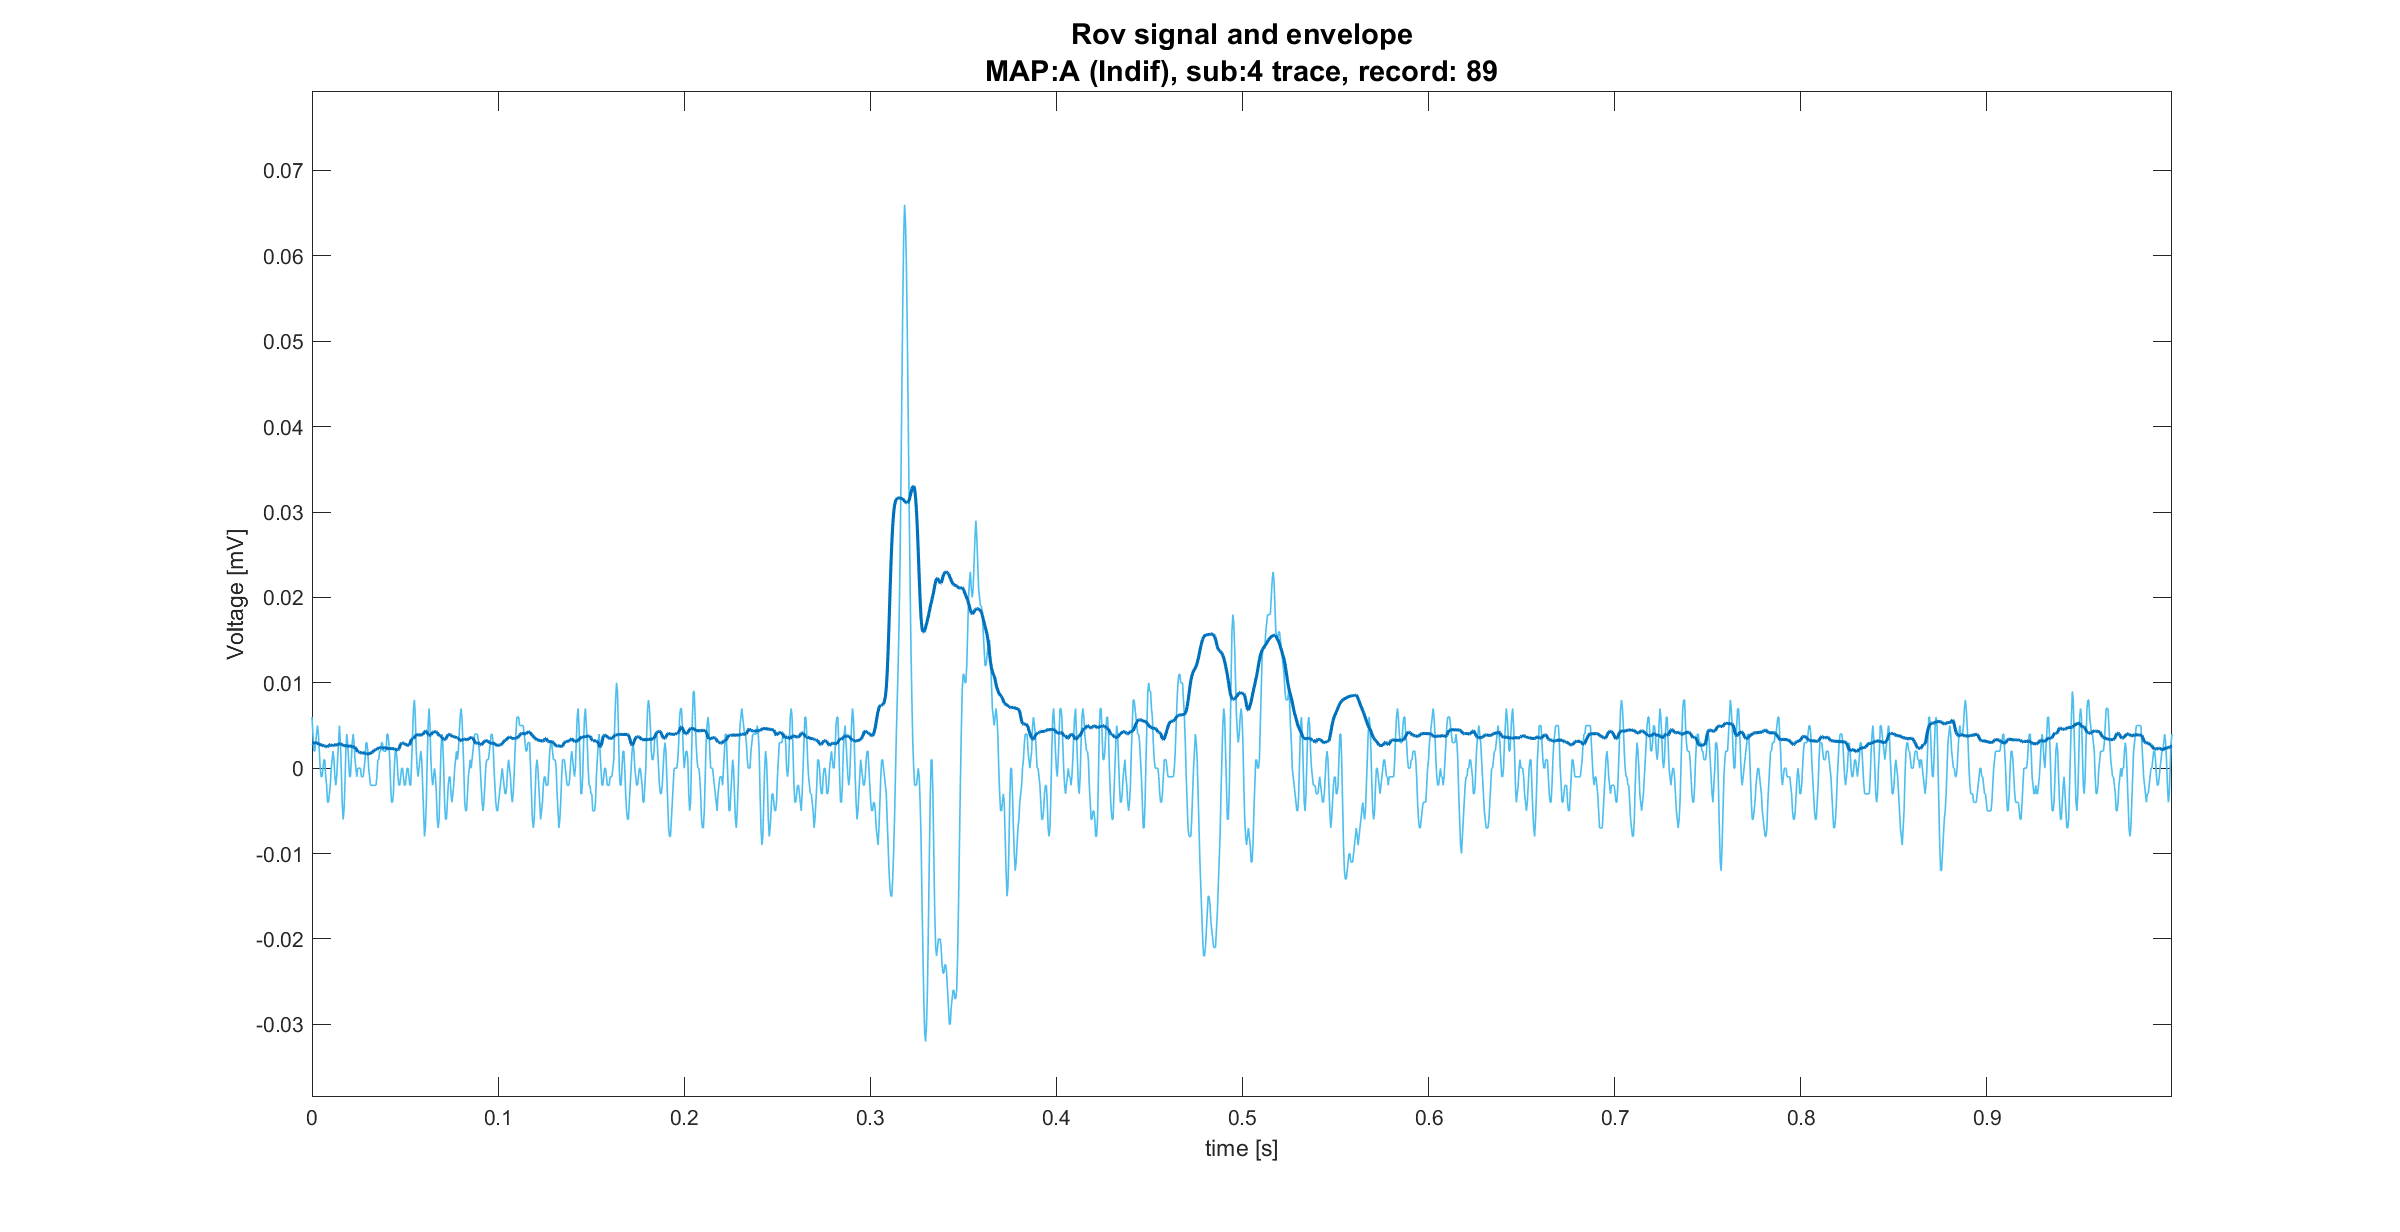 Rov signal and envelope
MAP:A (Indif), sub:4 trace, record: 89
0.07
0.06
0.05
0.04
0.03
0.02
0.01
0
-0.01
-0.02
-0.03
Voltage [mV]
0 0.1 0.2 0.3 0.4 0.5 0.6 0.7 0.8 0.9
time [s]